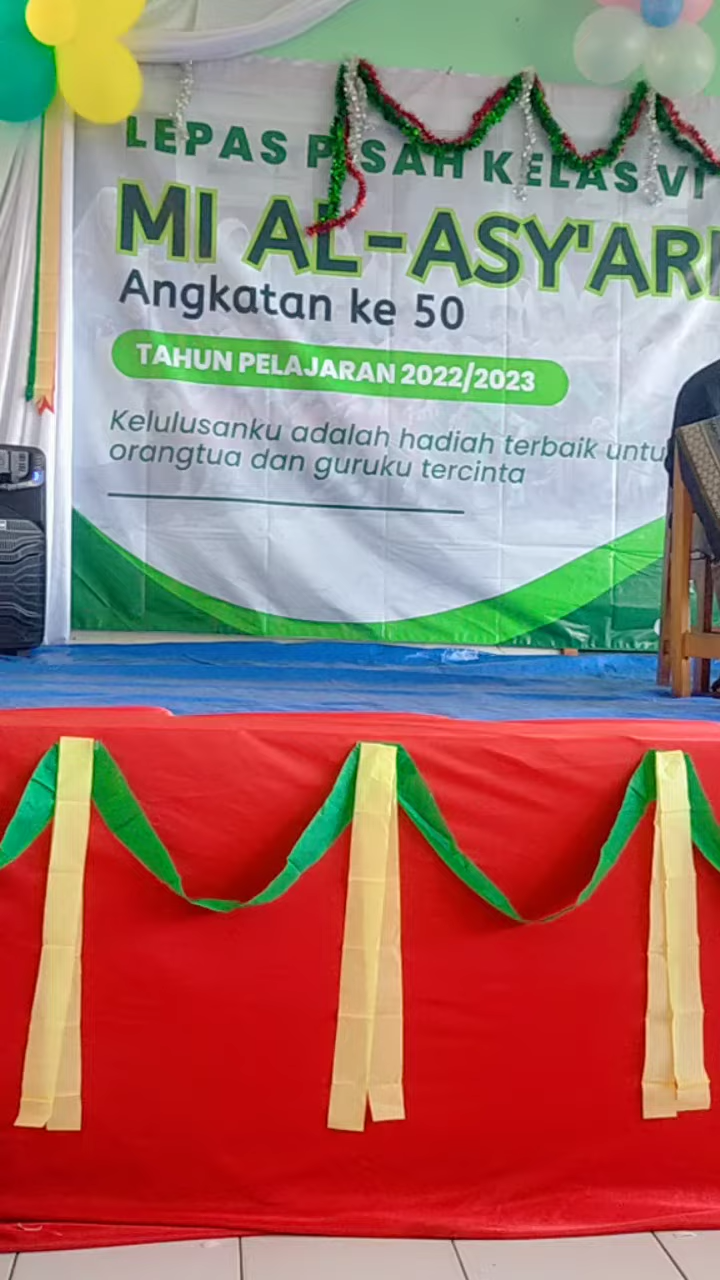 LEPAS PISAH KELAS VI
MI AL-ASY'ARI
Angkatan ke 50
TAHUN PELAJARAN 2022/2023
Kelulusanku adalah hadiah terbaik untu
orangtua dan guruku tercinta